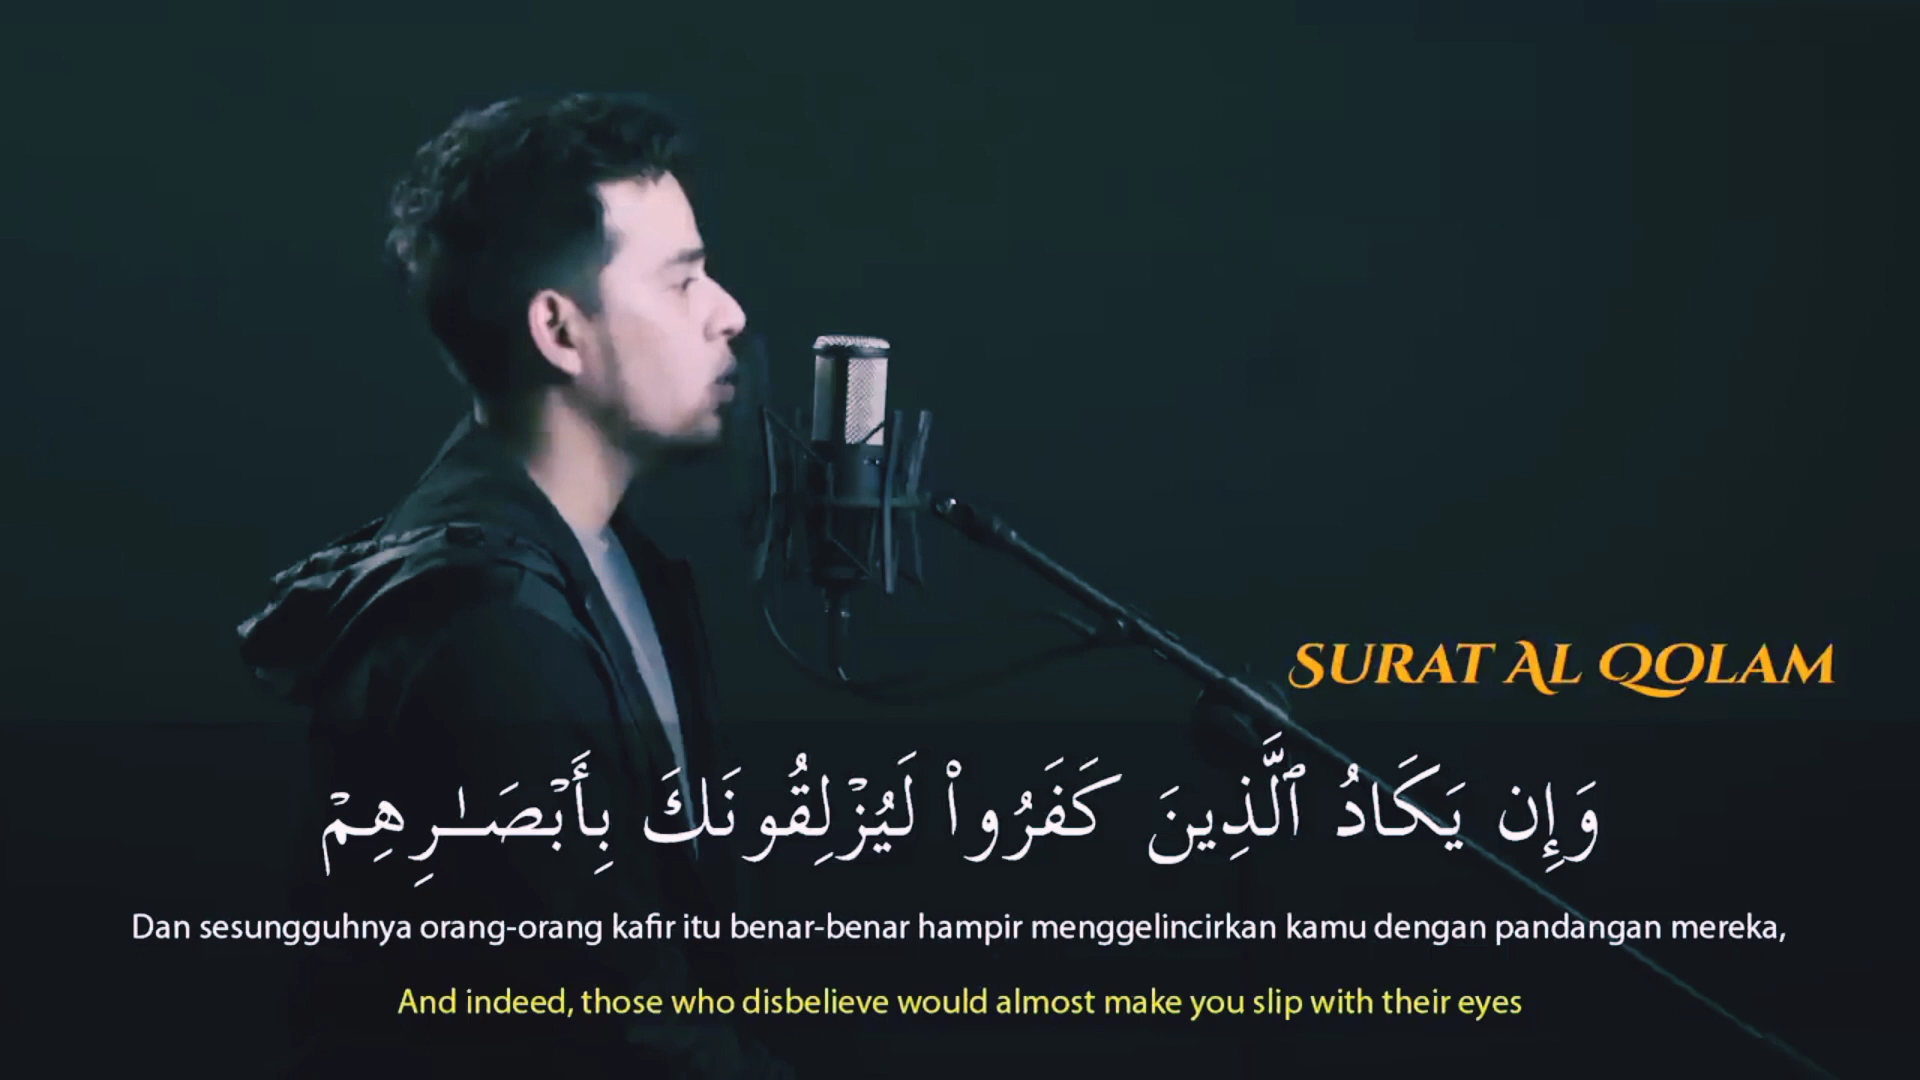 SURAT AL QOLAM
وَإِن يَكَادُ ٱلَّذِينَ كَفَرُوا۟ لَيُزْلِقُونَكَ بِأَبْصَـٰرِهِمْ
Dan sesungguhnya orang-orang kafir itu benar-benar hampir menggelincirkan kamu dengan pandangan mereka,
And indeed, those who disbelieve would almost make you slip with their eyes